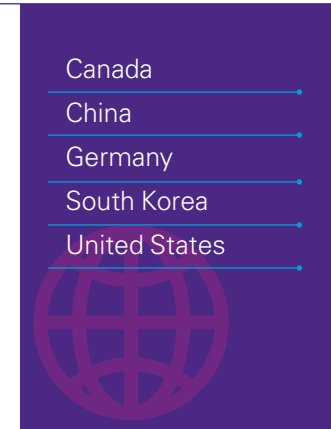 Canada
China
Germany
South Korea
United States